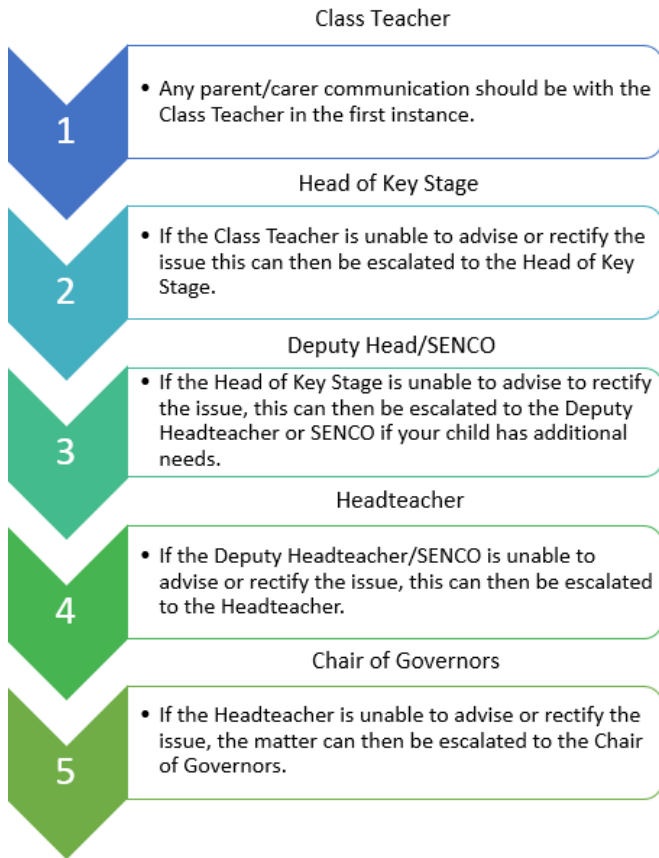 Class Teacher
1
• Any parent/carer communication should be with the
Class Teacher in the first instance.
Head of Key Stage
2
• If the Class Teacher is unable to advise or rectify the
issue this can then be escalated to the Head of Key
Stage.
Deputy Head/SENCO
3
• If the Head of Key Stage is unable to advise to rectify
the issue, this can then be escalated to the Deputy
Headteacher or SENCO if your child has additional
needs.
Headteacher
4
• If the Deputy Headteacher/SENCO is unable to
advise or rectify the issue, this can then be escalated
to the Headteacher.
Chair of Governors
5
• If the Headteacher is unable to advise or rectify the
issue, the matter can then be escalated to the Chair
of Governors.